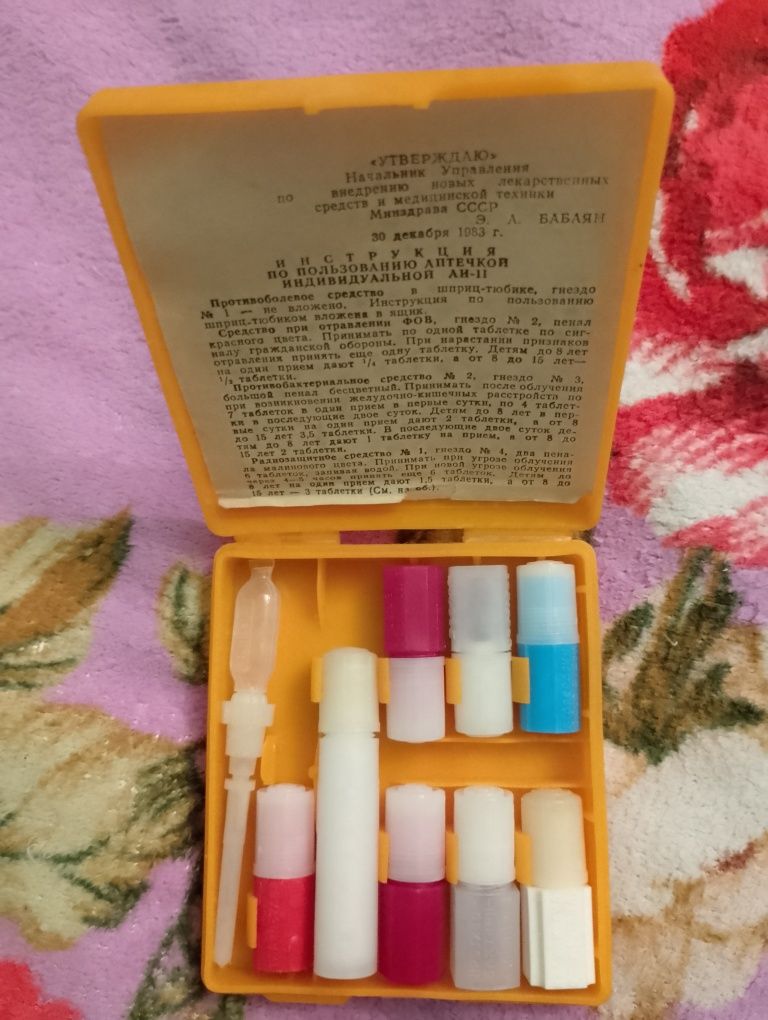 «УТВЕРЖДАЮ»
Начальник Управления
по внедрению новых лекарственных
средств и медицинской техники
Минздрава СССР
Э. А. БАБАЯН
30 декабря 1983 г.
ИНСТРУКЦИЯ
ПО ПОЛЬЗОВАНИЮ АПТЕЧКОЙ
ИНДИВИДУАЛЬНОЙ АИ-II
Противоболевое средство в шприц-тюбике, гнездо
№ 1 — не вложено. Инструкция по пользованию
шприц-тюбиком вложена в ящик.
Средство при отравлении ФОВ, гнездо № 2, пенал
красного цвета. Принимать по одной таблетке по сиг-
налу гражданской обороны. При нарастании признаков
отравления принять еще одну таблетку. Детям до 8 лет
на один прием дают 1/4 таблетки, а от 8 до 15 лет—
1/2 таблетки.
Противобактериальное средство № 2, гнездо № 3,
большой пенал бесцветный. Принимать после облучения
при возникновении желудочно-кишечных расстройств по
7 таблеток в один прием в первые сутки, по 4 таблет-
ки в последующие двое суток. Детям до 8 лет в пер-
вые сутки на один прием дают 2 таблетки, а от 8
до 15 лет 3,5 таблетки. В последующие двое суток де-
тям до 8 лет дают 1 таблетку на прием, а от 8 до
15 лет 2 таблетки.
Радиозащитное средство № 1, гнездо № 4, два пена-
ла малинового цвета. Принимать при угрозе облучения
6 таблеток, запивая водой. При новой угрозе облучения
через 4—5 часов принять еще 6 таблеток. Детям до
8 лет на один прием дают 1,5 таблетки, а от 8 до
15 лет — 3 таблетки (См. на об.).